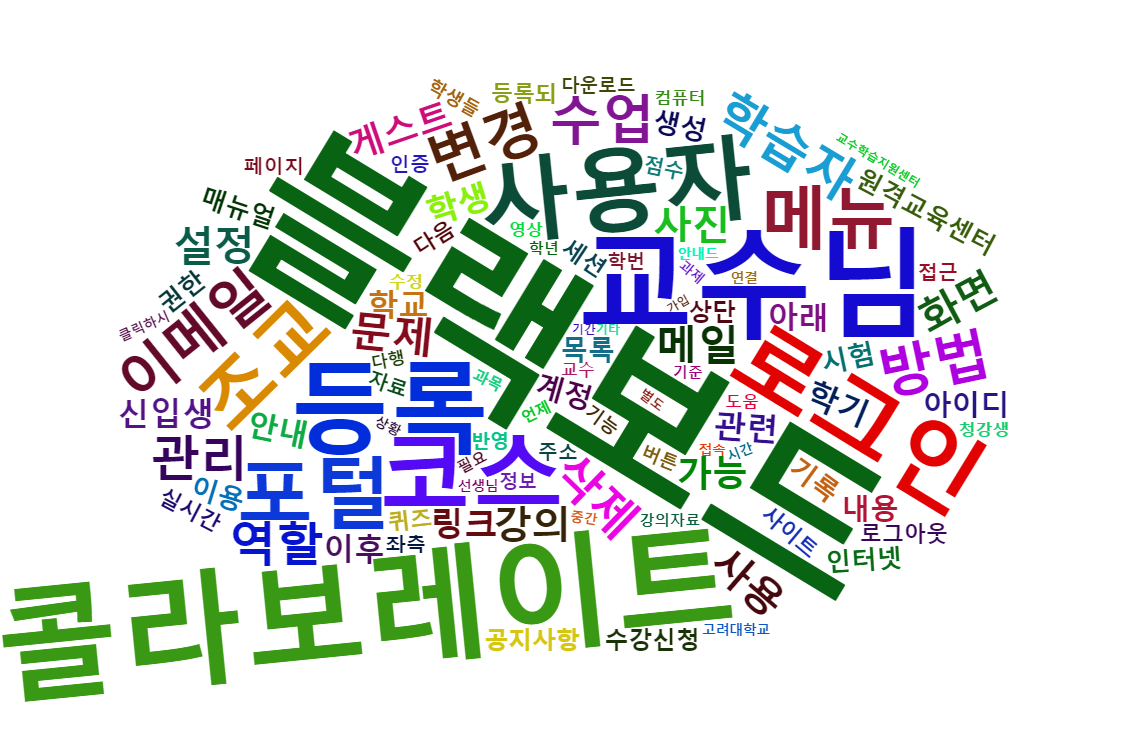 학생들
등록되
다운로드
컴퓨터
게스트
변경
수업
생성
학습자
교수학습지원센터
페이지
인증
사용자
점수
원격교육센터
매뉴얼
학생
사진
메뉴
설정
다음
영상
학년
세션
학번
안내드
과제
연결
교수님
접근
권한
수정
가입
상단
아래
화면
클릭하시
이메일
조교
학교
문제
블랙보드
기간
기타
목록
메일
로그인
시험
방법
다행
자료
과목
교수
기준
계정
별도
도움
학기
아이디
신입생
안내
등록
상황
언제
기능
관련
청강생
관리
반영
주소
버튼
접속
시간
포털
코스
필요
선생님
정보
삭제
가능
기록
실시간
이용
내용
역할
이후
좌측
퀴즈
링크
강의
중간
강의자료
사이트
로그아웃
인터넷
콜라보레이트
사용
공지사항
수강신청
고려대학교